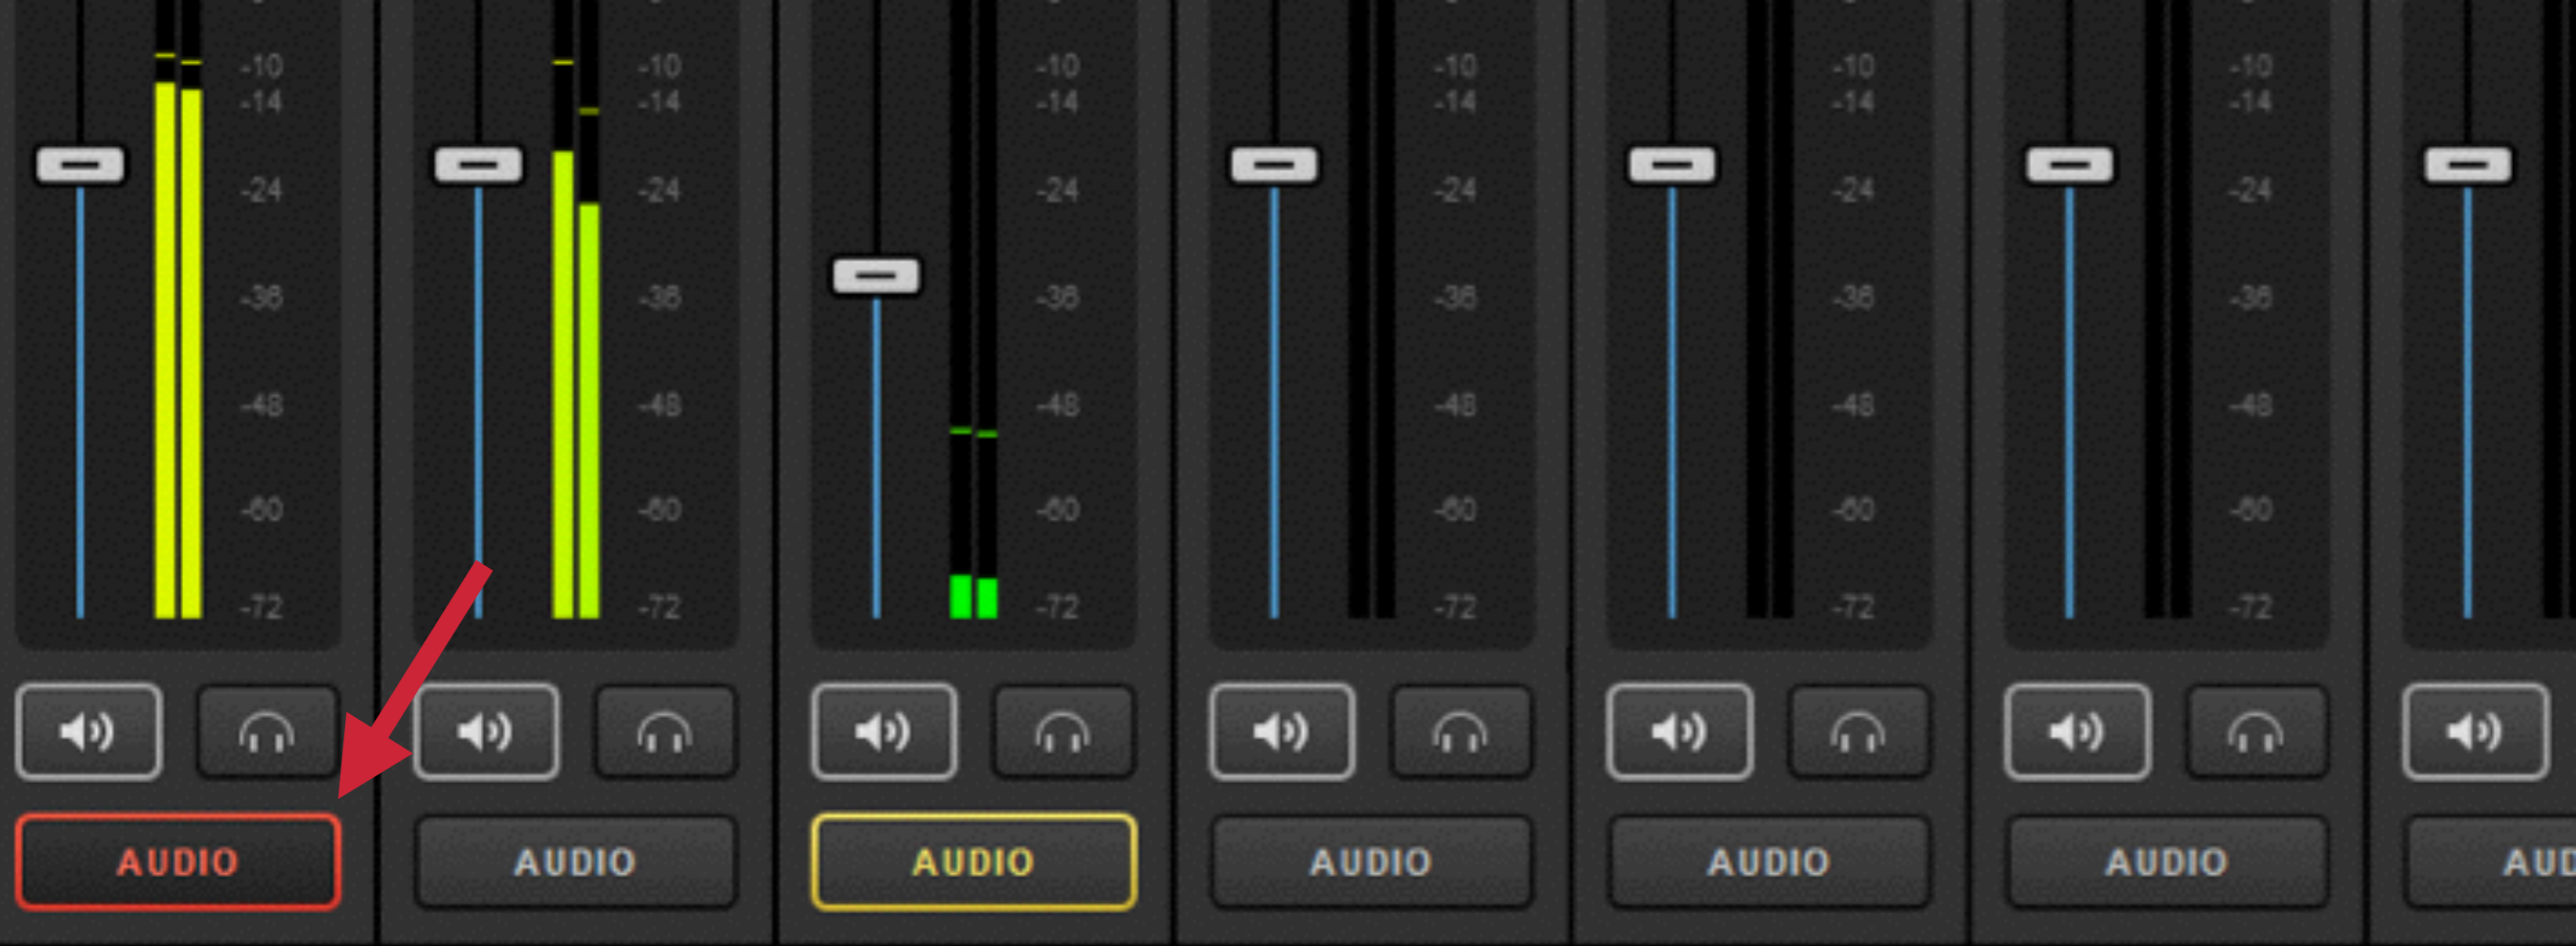 -10 -10 -10 -10 -10 -10
-14 -14 -14 -14 -14 -14
-24 -24 -24 -24 -24 -24
-36 -36 -36 -36 -36 -36
-48 -48 -48 -48 -48 -48
-60 -60 -60 -60 -60 -60
-72 -72 -72 -72 -72 -72
AUDIO AUDIO AUDIO AUDIO AUDIO AUDIO AUD